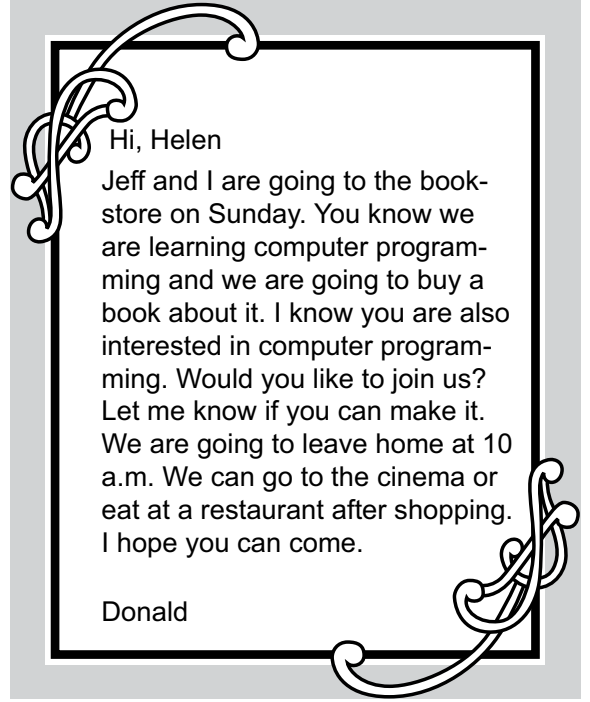 Hi, Helen
Jeff and I are going to the book-
store on Sunday. You know we
are learning computer program-
ming and we are going to buy a
book about it. I know you are also
interested in computer program-
ming. Would you like to join us?
Let me know if you can make it.
We are going to leave home at 10
a.m. We can go to the cinema or
eat at a restaurant after shopping.
I hope you can come.
Donald